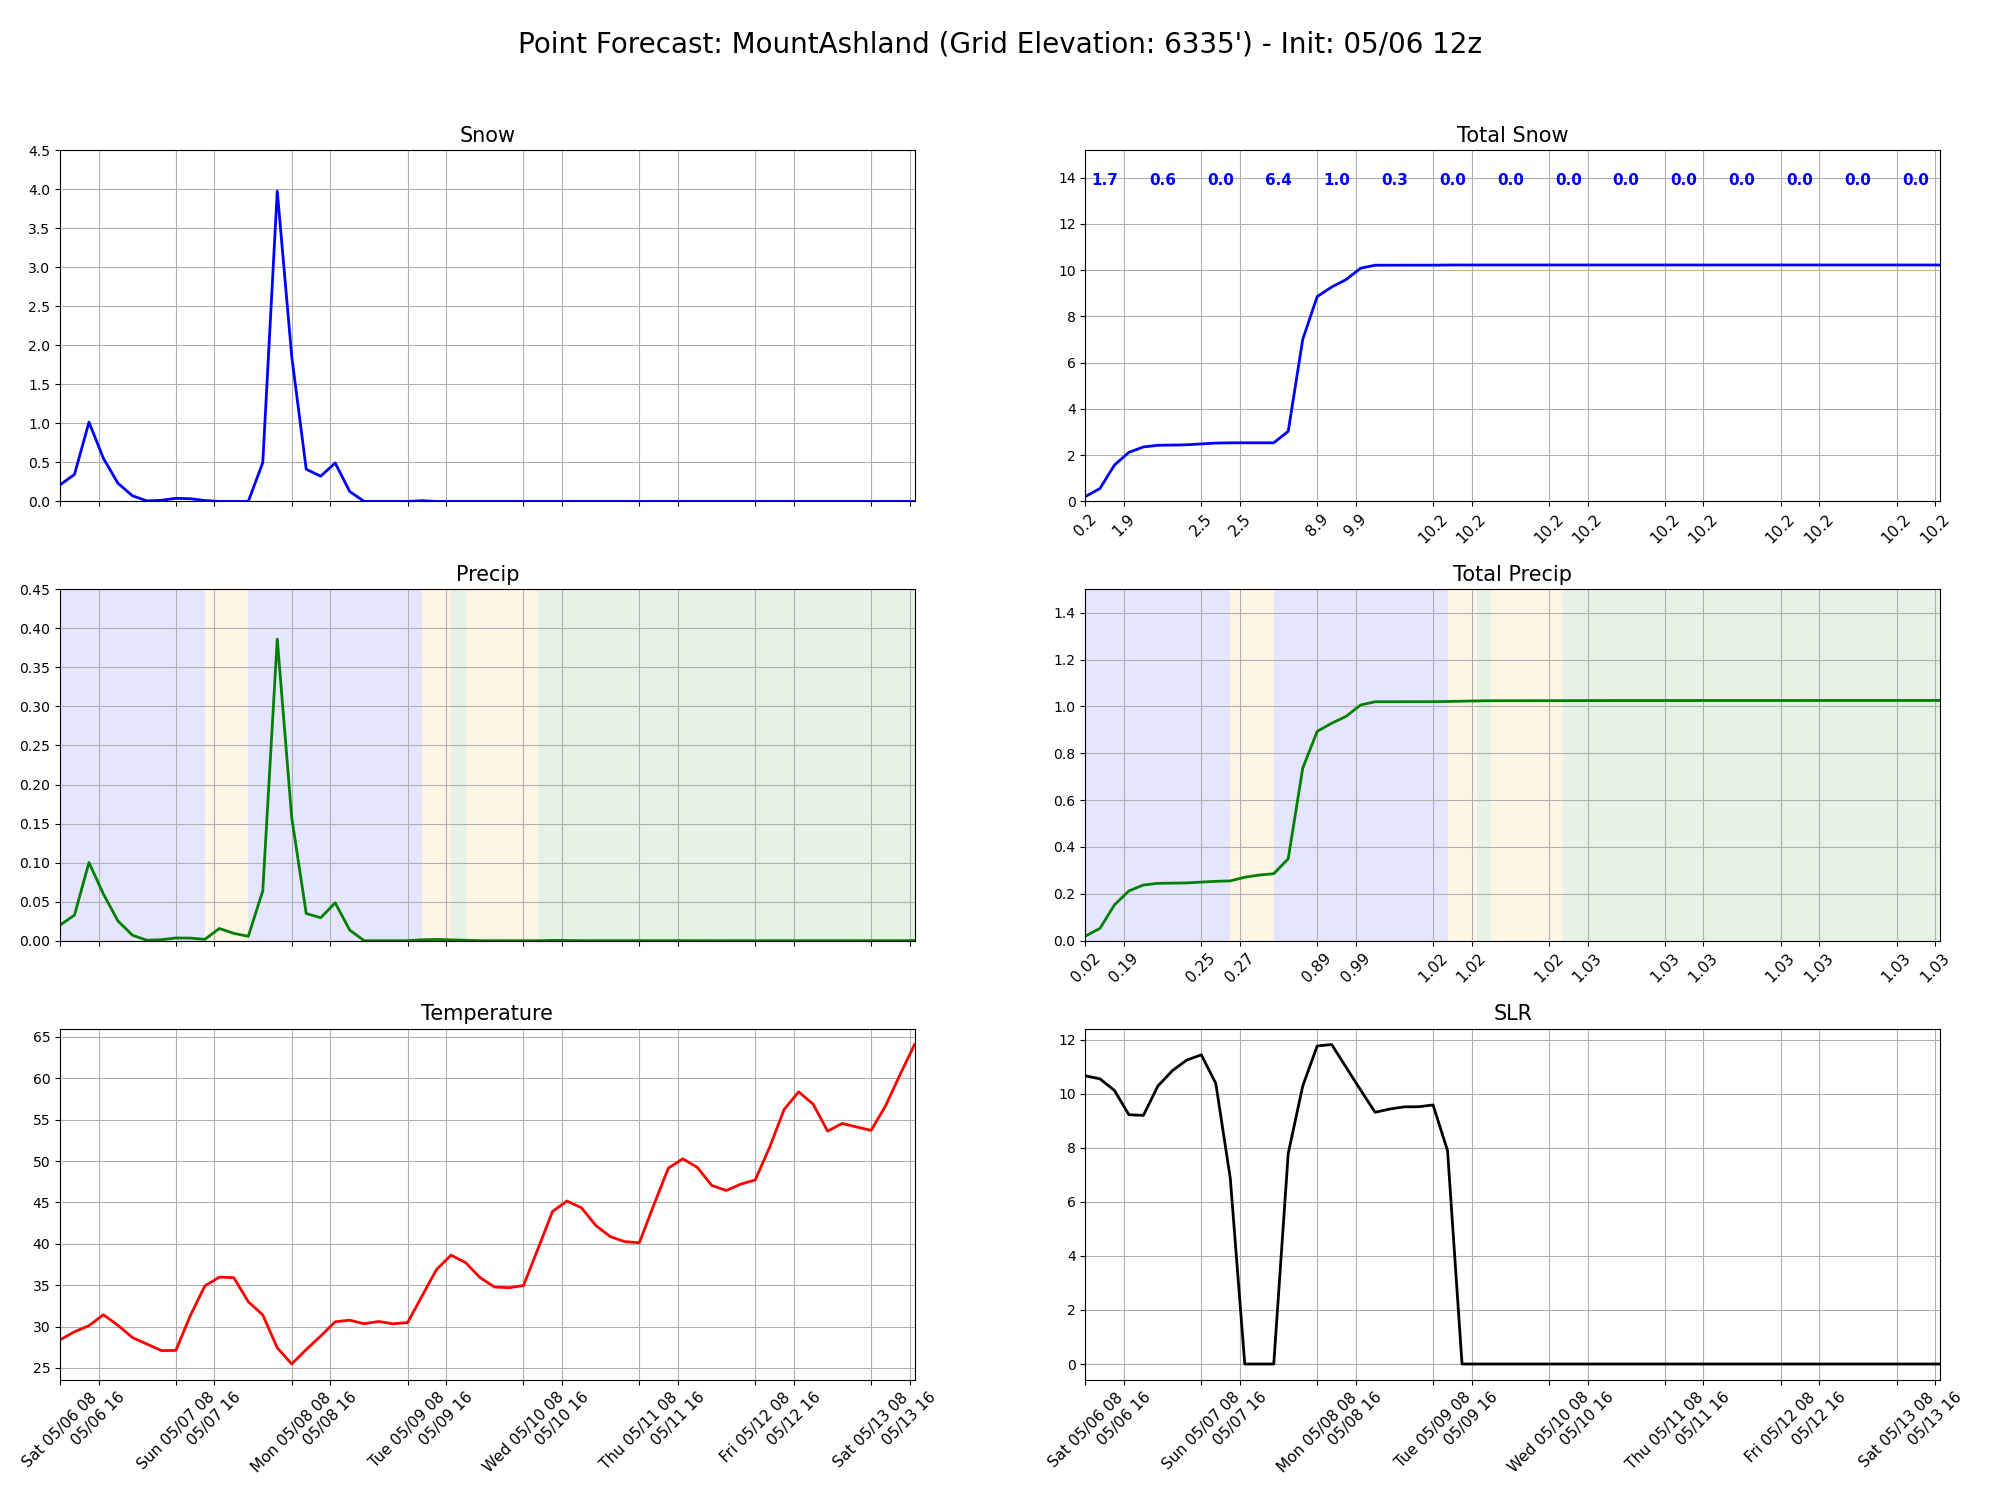 Point Forecast: MountAshland (Grid Elevation: 6335') - Init: 05/06 12z
Snow
4.5
4.0
3.5
3.0
2.5
2.0
1.5
1.0
0.5
0.0
Total Snow
1.7 0.6 0.0 6.4 1.0 0.3 0.0 0.0 0.0 0.0 0.0 0.0 0.0 0.0 0.0
14
12
10
8
6
4
2
0
0.2 1.9 2.5 2.5 8.9 9.9 10.2 10.2 10.2 10.2 10.2 10.2 10.2 10.2 10.2 10.2
Precip
0.45
0.40
0.35
0.30
0.25
0.20
0.15
0.10
0.05
0.00
Total Precip
1.4
1.2
1.0
0.8
0.6
0.4
0.2
0.0
0.02 0.19 0.25 0.27 0.89 0.99 1.02 1.02 1.02 1.03 1.03 1.03 1.03 1.03 1.03 1.03
Temperature
65
60
55
50
45
40
35
30
25
Sat 05/06 08
05/06 16
Sun 05/07 08
05/07 16
Mon 05/08 08
05/08 16
Tue 05/09 08
05/09 16
Wed 05/10 08
05/10 16
Thu 05/11 08
05/11 16
Fri 05/12 08
05/12 16
Sat 05/13 08
05/13 16
SLR
12
10
8
6
4
2
0
Sat 05/06 08
05/06 16
Sun 05/07 08
05/07 16
Mon 05/08 08
05/08 16
Tue 05/09 08
05/09 16
Wed 05/10 08
05/10 16
Thu 05/11 08
05/11 16
Fri 05/12 08
05/12 16
Sat 05/13 08
05/13 16